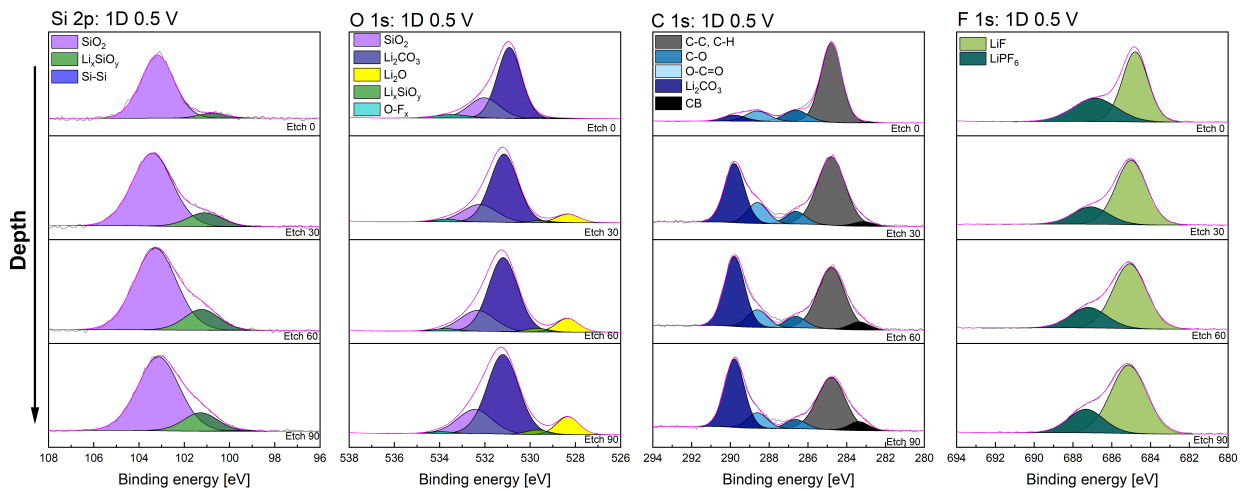 Si 2p: 1D 0.5 V
SiO₂
LiₓSiOᵧ
Si-Si
Etch 0
Etch 30
Etch 60
Etch 90
108 106 104 102 100 98 96
Binding energy [eV]
O 1s: 1D 0.5 V
SiO₂
Li₂CO₃
Li₂O
LiₓSiOᵧ
O-Fₓ
Etch 0
Etch 30
Etch 60
Etch 90
538 536 534 532 530 528 526
Binding energy [eV]
C 1s: 1D 0.5 V
C-C, C-H
C-O
O-C=O
Li₂CO₃
CB
Etch 0
Etch 30
Etch 60
Etch 90
294 292 290 288 286 284 282 280
Binding energy [eV]
F 1s: 1D 0.5 V
LiF
LiPF₆
Etch 0
Etch 30
Etch 60
Etch 90
694 692 690 688 686 684 682 680
Binding energy [eV]
Depth